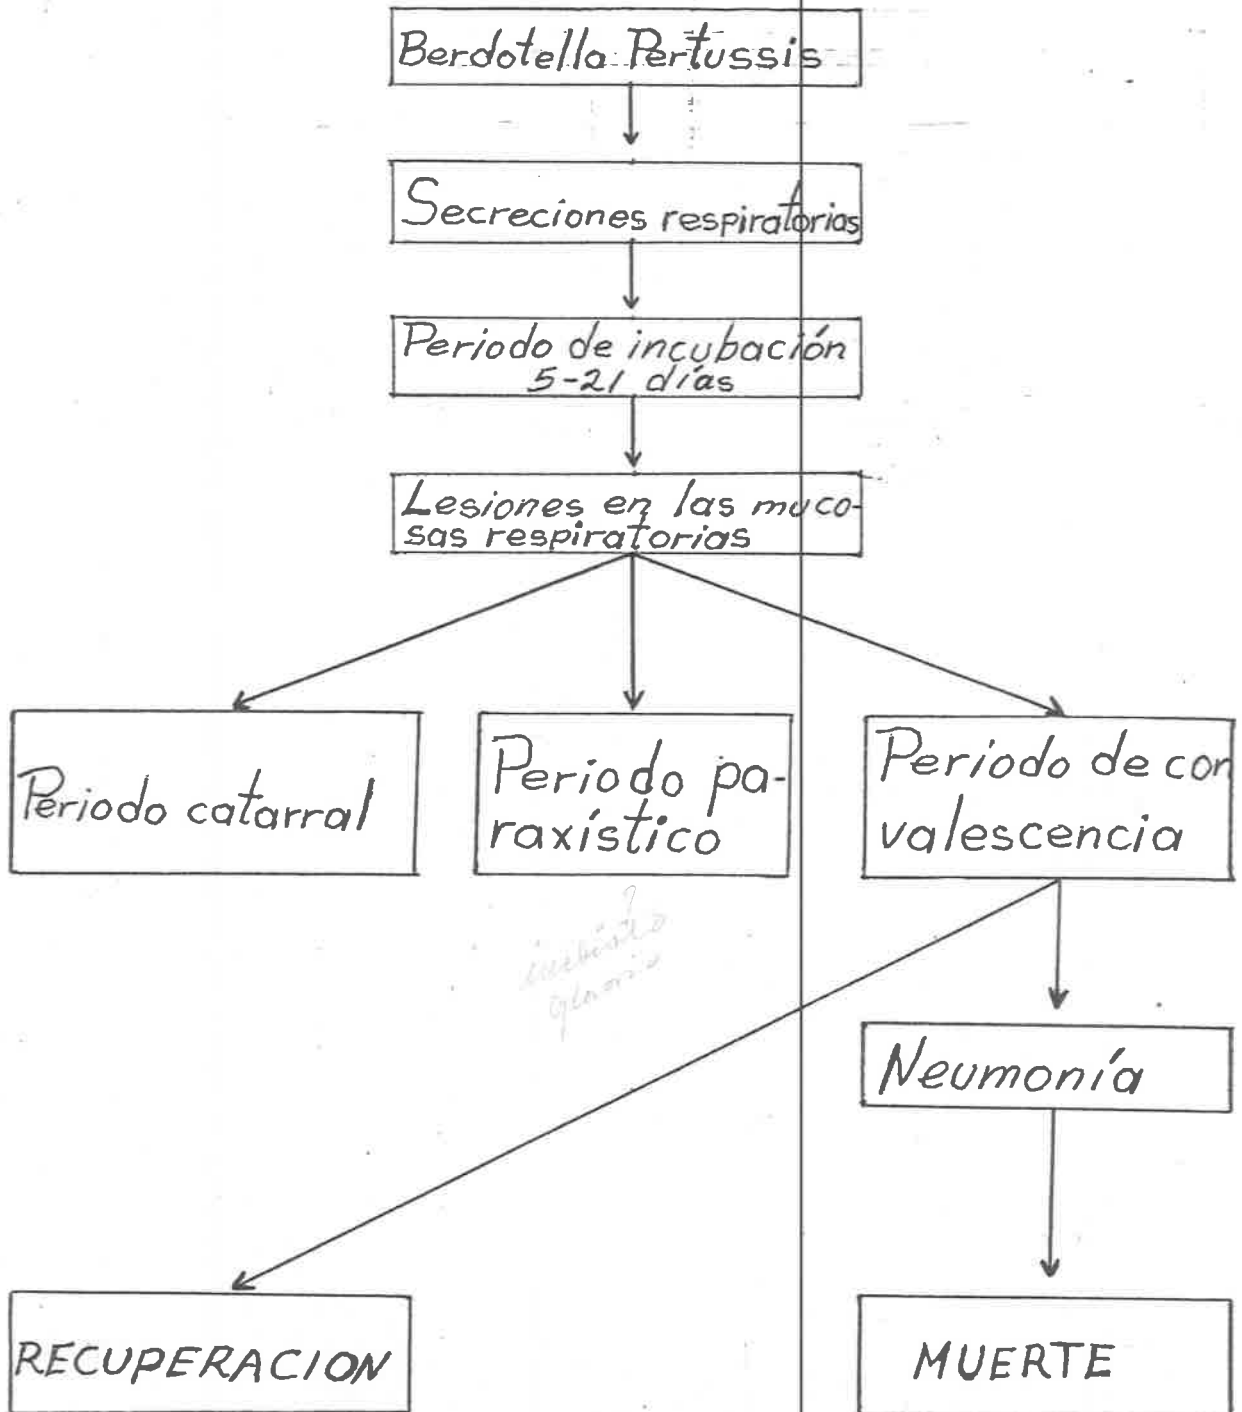 Berdotella Pertussis
Secreciones respiratorias
Periodo de incubación
5-21 días
Lesiones en las muco-
sas respiratorias
Periodo catarral
Periodo pa-
raxístico
Periodo de con
valescencia
?
Neumonía
RECUPERACION
MUERTE